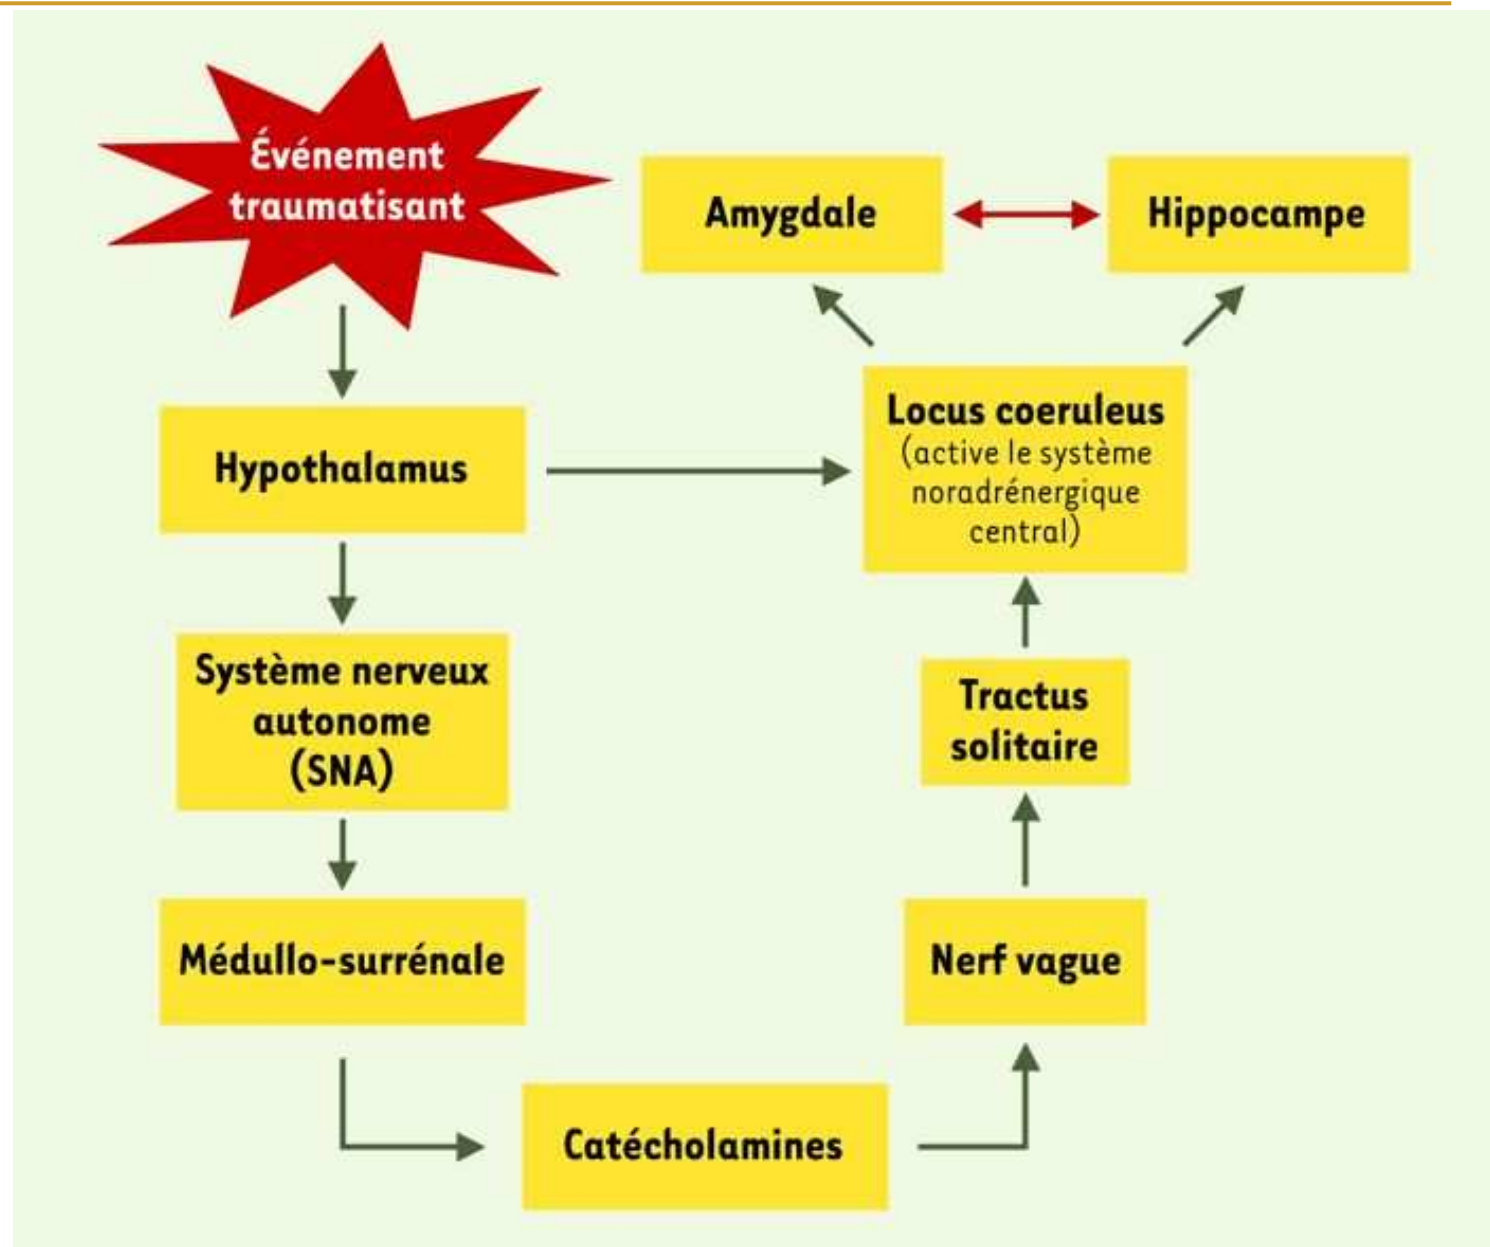 Événement
traumatisant
Amygdale
Hippocampe
Hypothalamus
Locus coeruleus
(active le système
noradrénergique
central)
Système nerveux
autonome
(SNA)
Tractus
solitaire
Médullo-surrénale
Nerf vague
Catécholamines